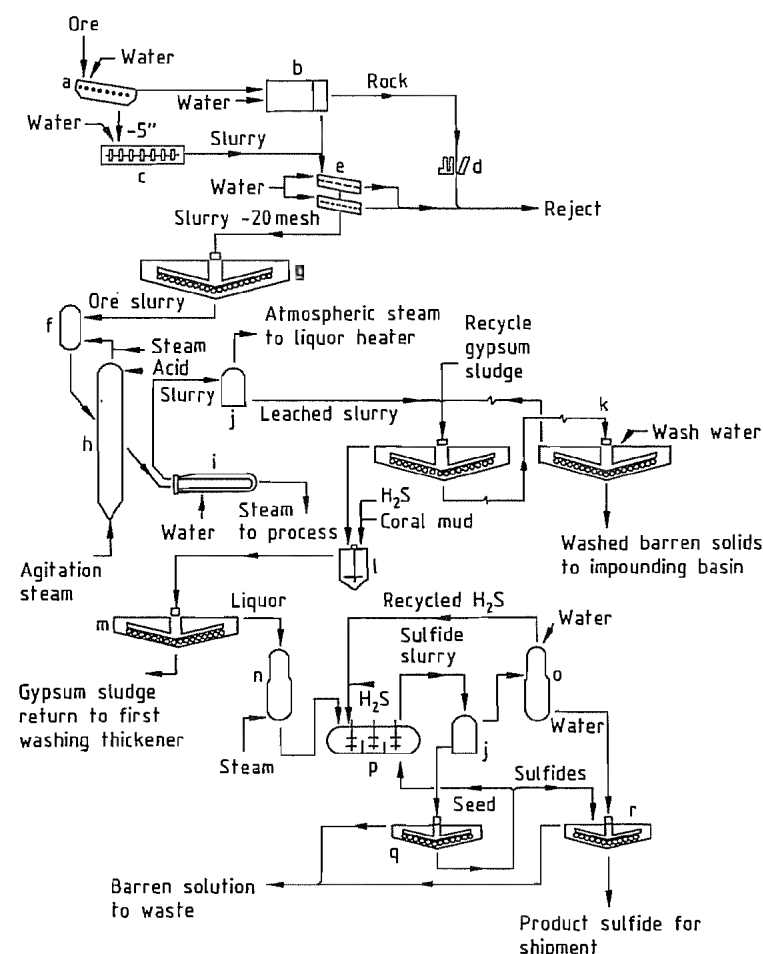 Ore
Water
a
b
Water
Rock
Water
-5"
Slurry
c
d
e
Water
Reject
Slurry -20 mesh
g
Ore slurry
f
Steam
Acid
Atmospheric steam
to liquor heater
Recycle
gypsum
sludge
Slurry
j
Leached slurry
k
Wash water
h
i
Water
Steam
to process
H₂S
Coral mud
l
Washed barren solids
to impounding basin
Agitation
steam
m
Liquor
Recycled H₂S
Water
Sulfide
slurry
n
o
Gypsum sludge
return to first
washing thickener
H₂S
Water
Steam
p
j
Sulfides
Seed
q
r
Barren solution
to waste
Product sulfide for
shipment